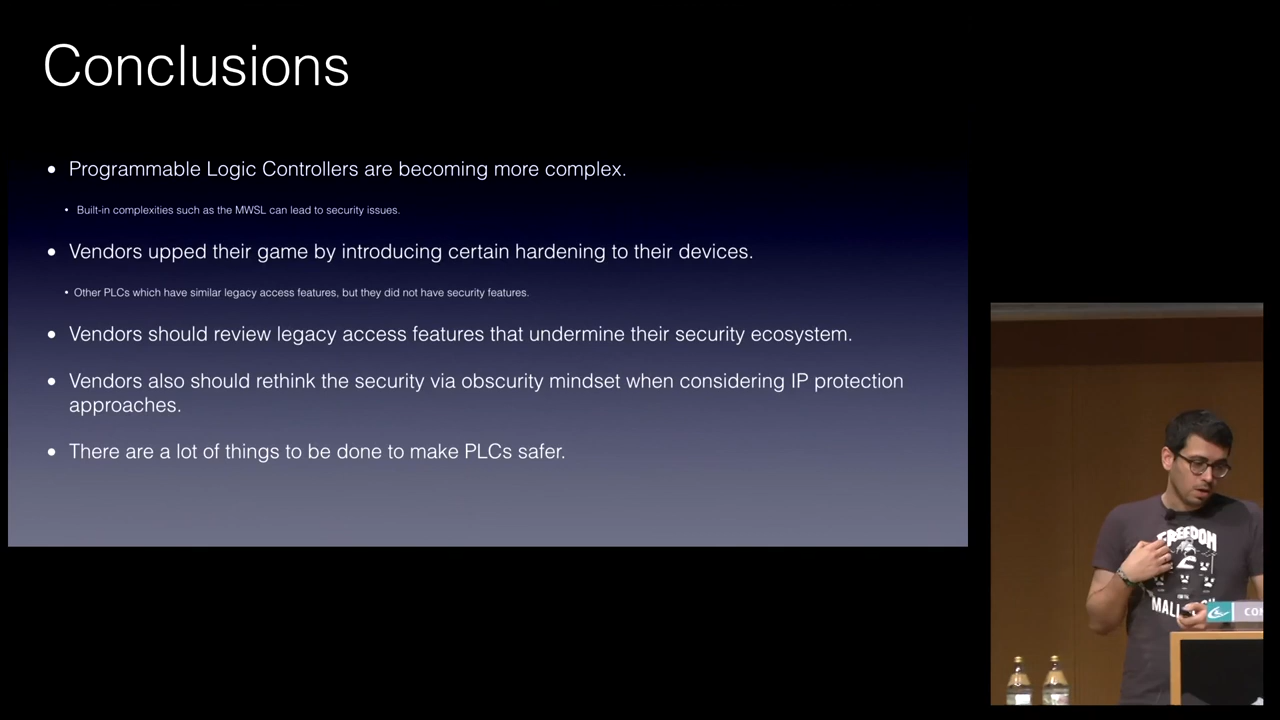 Conclusions
• Programmable Logic Controllers are becoming more complex.
• Built-in complexities such as the MWSL can lead to security issues.
• Vendors upped their game by introducing certain hardening to their devices.
• Other PLCs which have similar legacy access features, but they did not have security features.
• Vendors should review legacy access features that undermine their security ecosystem.
• Vendors also should rethink the security via obscurity mindset when considering IP protection
approaches.
• There are a lot of things to be done to make PLCs safer.
FREEDOM
FOR THE